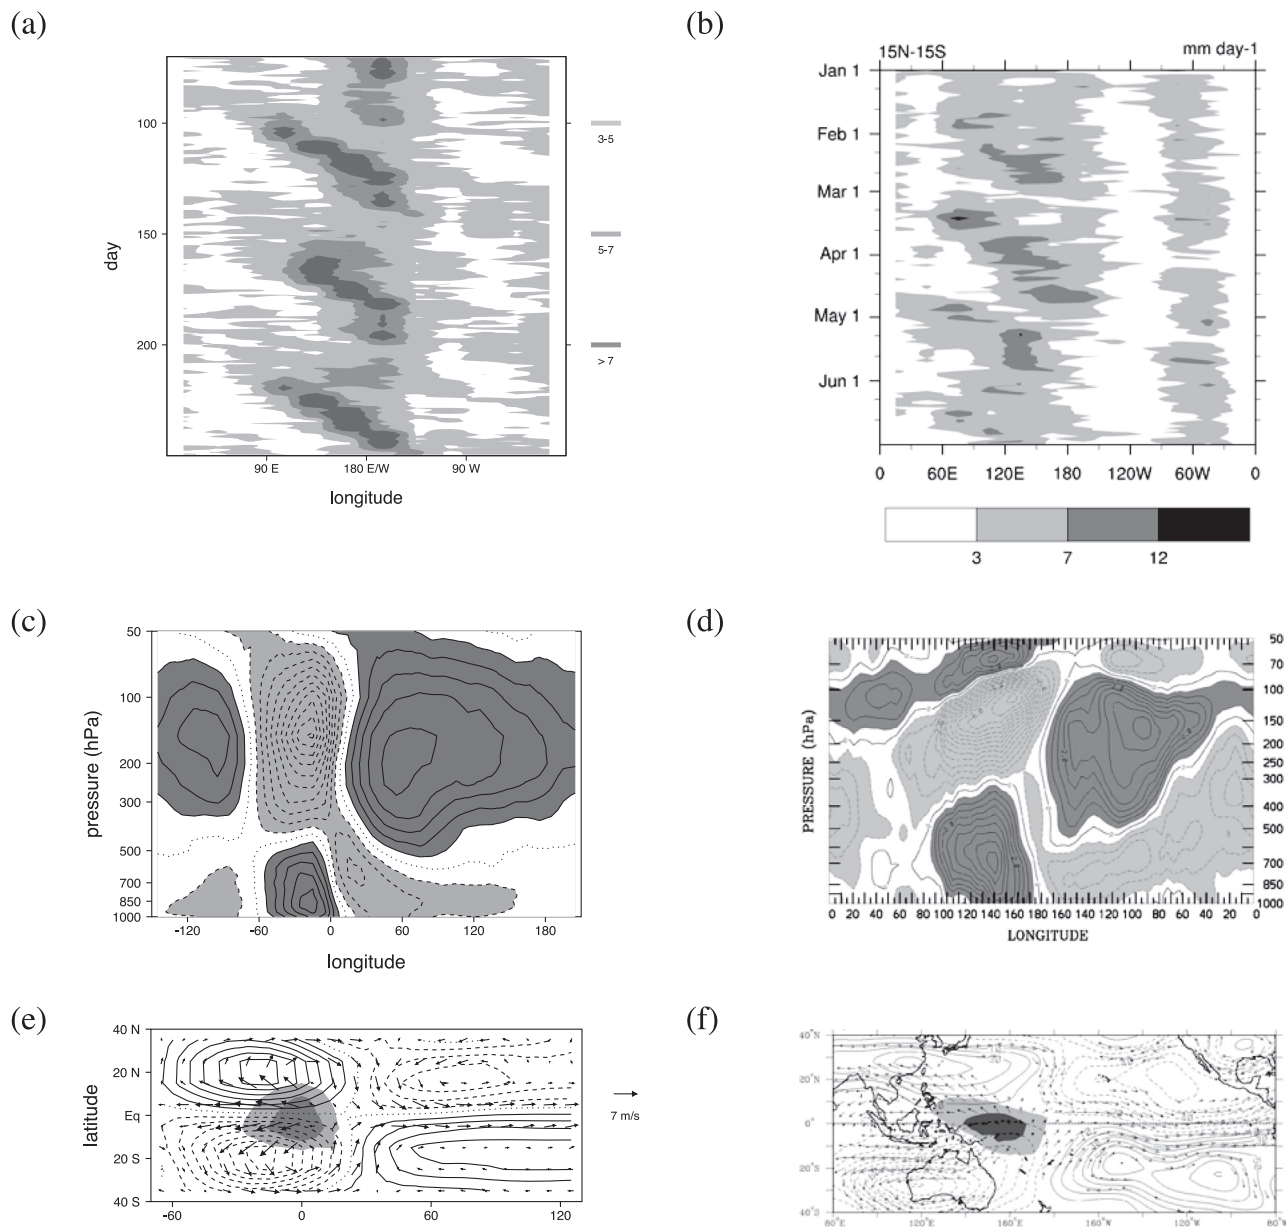 (a)
100
150
200
day
90 E
180 E/W
90 W
longitude
3-5
5-7
> 7
(b)
15N-15S
mm day-1
Jan 1
Feb 1
Mar 1
Apr 1
May 1
Jun 1
0
60E
120E
180
120W
60W
0
3
7
12
(c)
50
100
200
300
500
700
850
1000
pressure (hPa)
-120
-60
0
60
120
180
longitude
(d)
50
100
150
200
250
300
400
500
700
850
1000
PRESSURE (hPa)
0 20 40 60 80 100 120 140 160 180 160 140 120 100 80 60 40 20 0
LONGITUDE
(e)
40 N
20 N
Eq
20 S
40 S
latitude
-60
0
60
120
7 m/s
(f)
40°N
20°N
0°
20°S
40°S
80°E
120°E
160°E
160°W
120°W